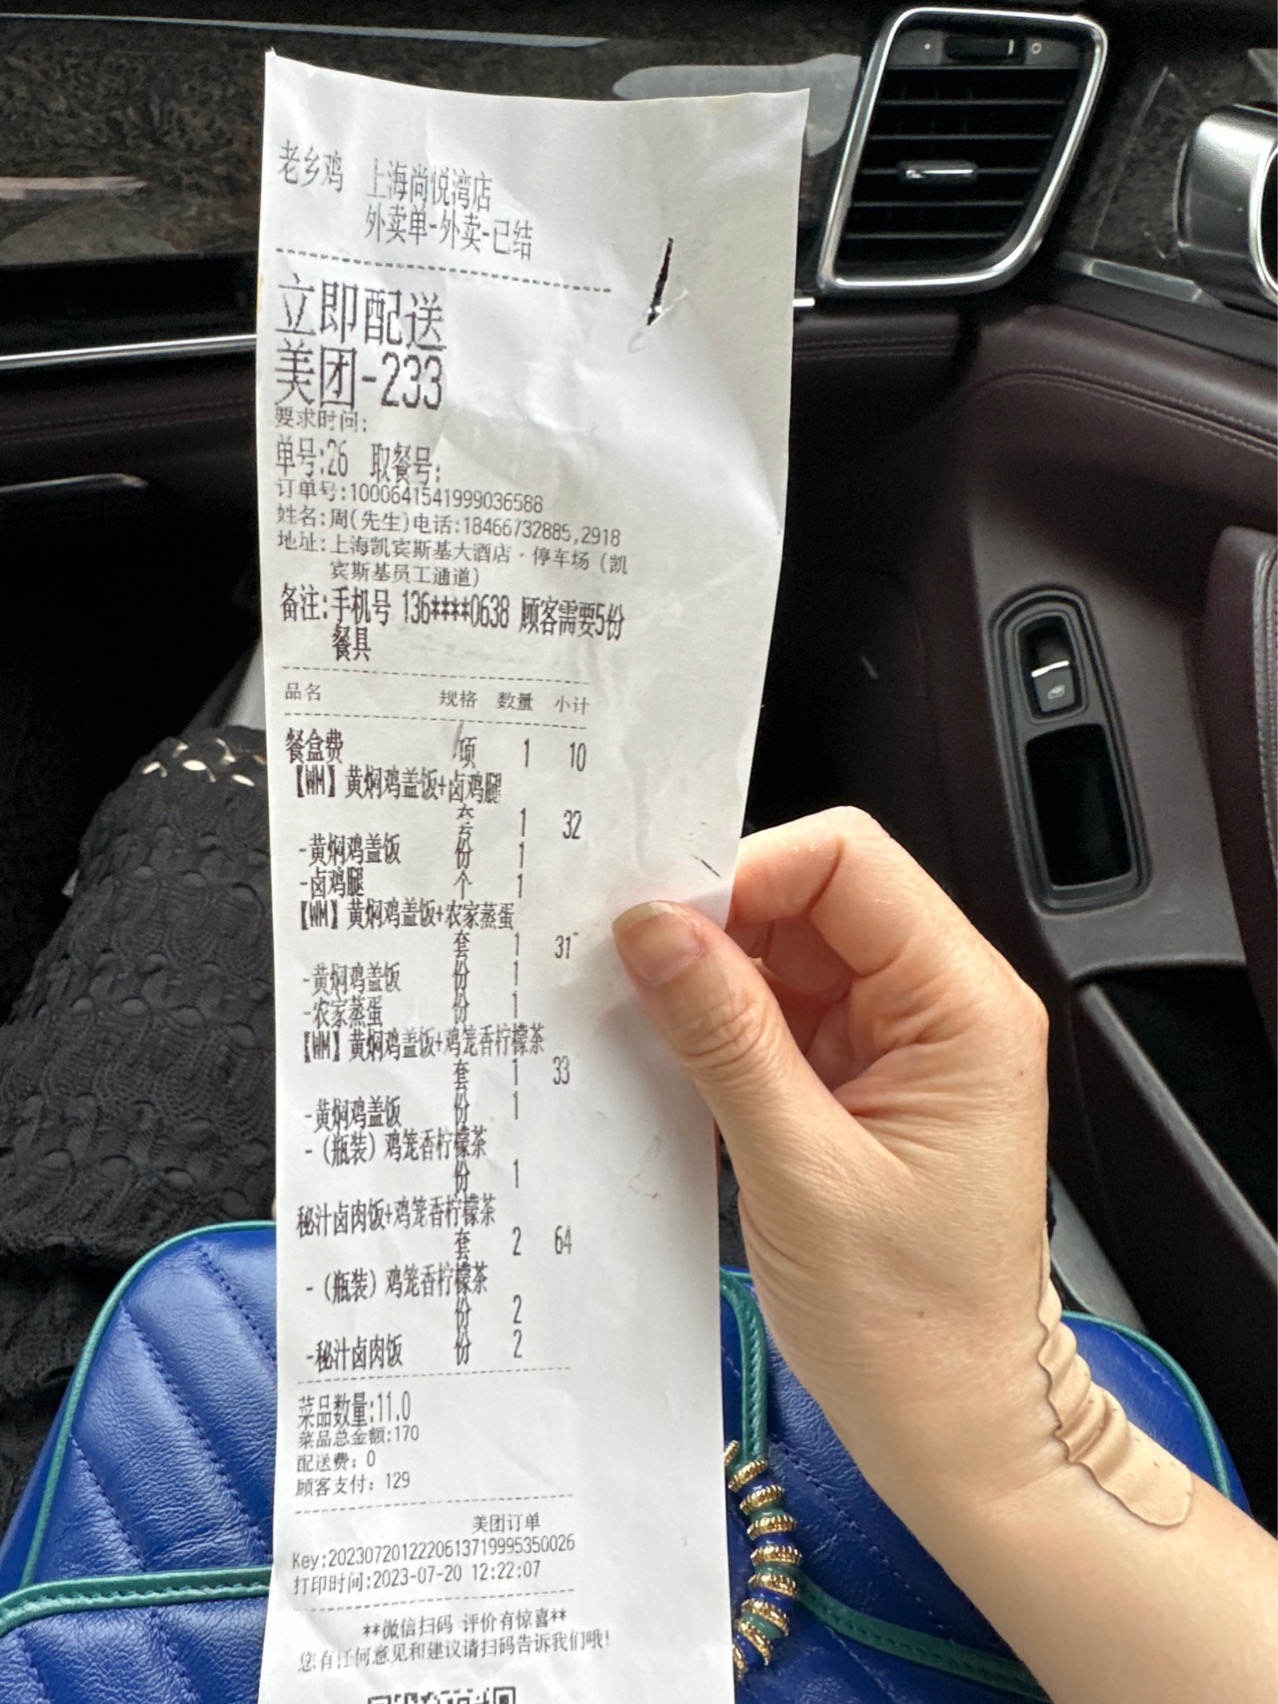 老乡鸡 上海尚悦湾店
外卖单-外卖-已结
立即配送
美团-233
要求时间:
单号:26 取餐号:
订单号:1000641541999036588
姓名:周(先生)电话:18466732885,2918
地址:上海凯宾斯基大酒店·停车场(凯
宾斯基员工通道)
备注:手机号 136****0638 顾客需要5份
餐具
品名 规格 数量 小计
餐盒费 项 1 10
【WM】黄焖鸡盖饭+卤鸡腿
套 1 32
-黄焖鸡盖饭 份 1
-卤鸡腿 个 1
【WM】黄焖鸡盖饭+农家蒸蛋
套 1 31
-黄焖鸡盖饭 份 1
-农家蒸蛋 份 1
【WM】黄焖鸡盖饭+鸡笼香柠檬茶
套 1 33
-黄焖鸡盖饭 份 1
-(瓶装)鸡笼香柠檬茶
份 1
秘汁卤肉饭+鸡笼香柠檬茶
套 2 64
-(瓶装)鸡笼香柠檬茶
份 2
-秘汁卤肉饭 份 2
菜品数量:11.0
菜品总金额:170
配送费: 0
顾客支付: 129
美团订单
Key:2023072012220613719995350026
打印时间:2023-07-20 12:22:07
**微信扫码 评价有惊喜**
您有任何意见和建议请扫码告诉我们哦!